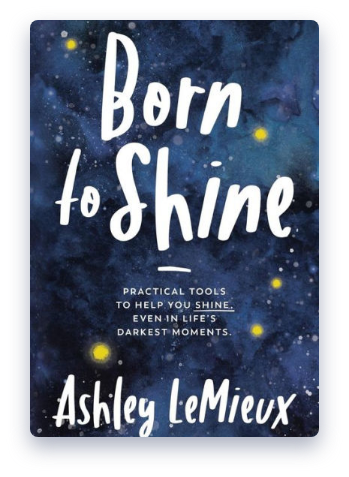 Born
to Shine
PRACTICAL TOOLS
TO HELP YOU SHINE,
EVEN IN LIFE'S
DARKEST MOMENTS.
Ashley LeMieux